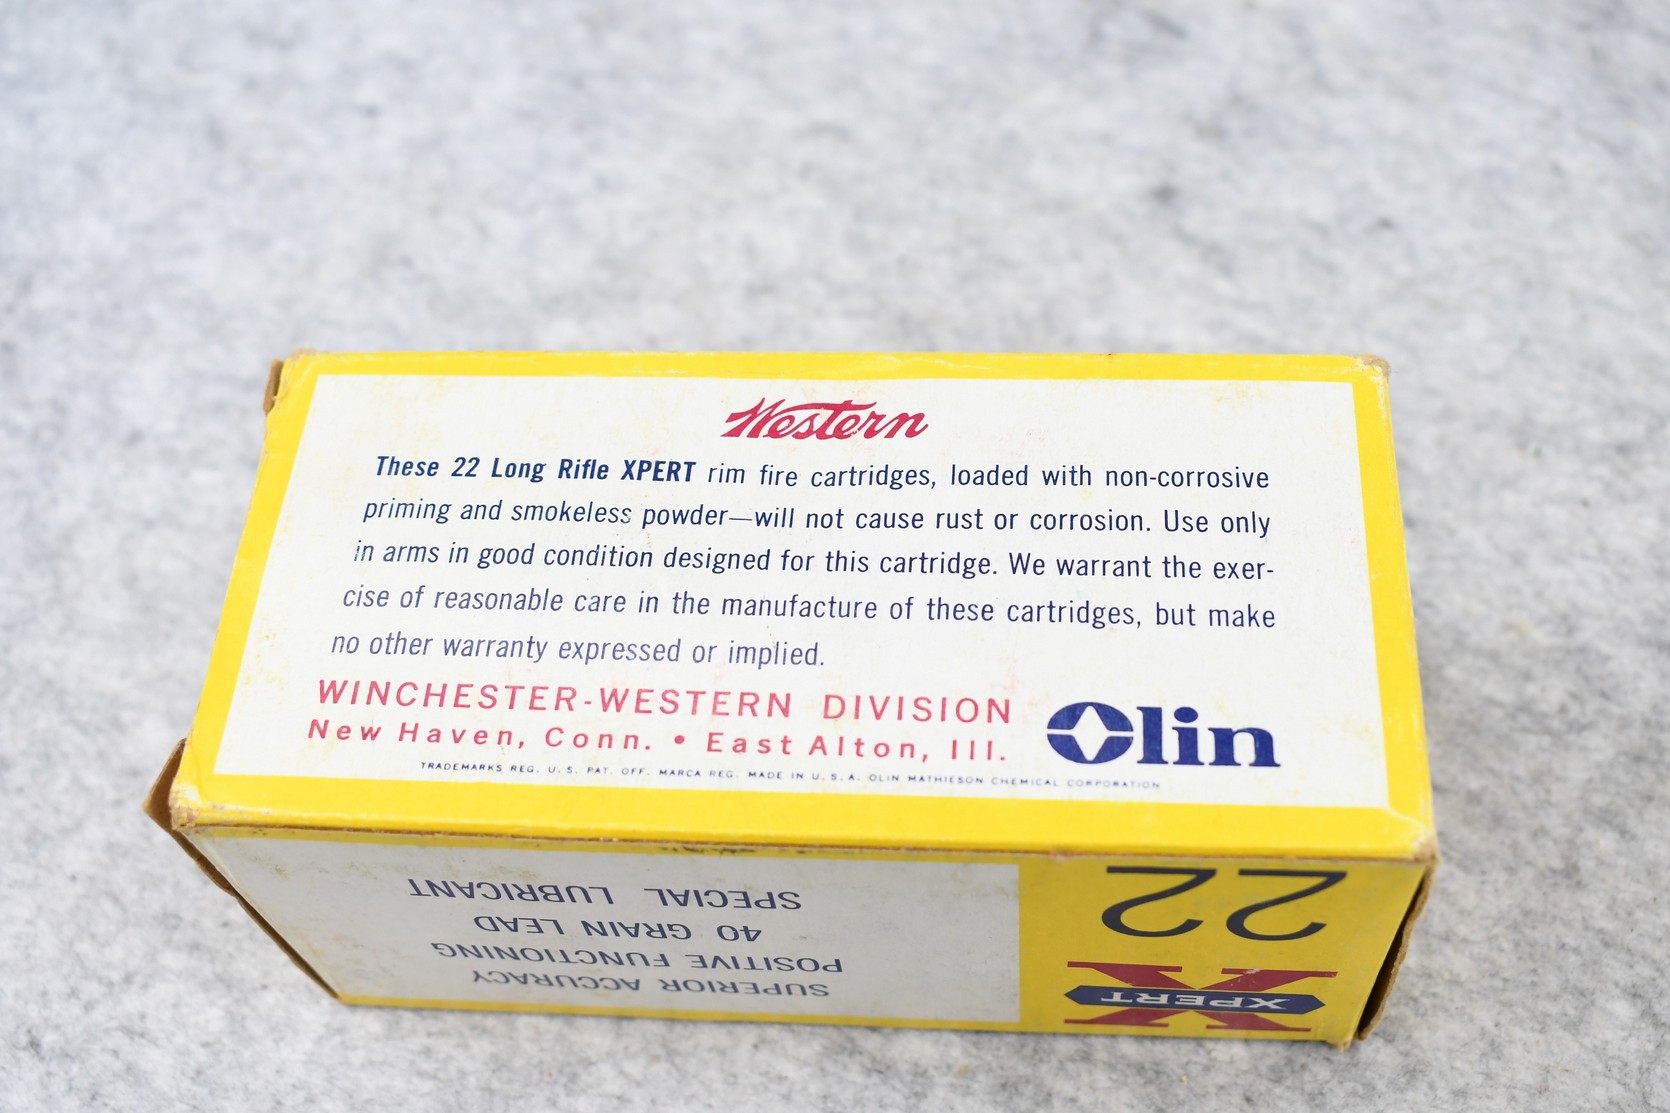 Western
These 22 Long Rifle XPERT rim fire cartridges, loaded with non-corrosive
priming and smokeless powder—will not cause rust or corrosion. Use only
in arms in good condition designed for this cartridge. We warrant the exer-
cise of reasonable care in the manufacture of these cartridges, but make
no other warranty expressed or implied.
WINCHESTER-WESTERN DIVISION
New Haven, Conn. • East Alton, Ill.
Olin
TRADEMARKS REG. U. S. PAT. OFF. MARCA REG. MADE IN U. S. A. OLIN MATHIESON CHEMICAL CORPORATION
X
XPERT
22
SUPERIOR ACCURACY
POSITIVE FUNCTIONING
40 GRAIN LEAD
SPECIAL LUBRICANT